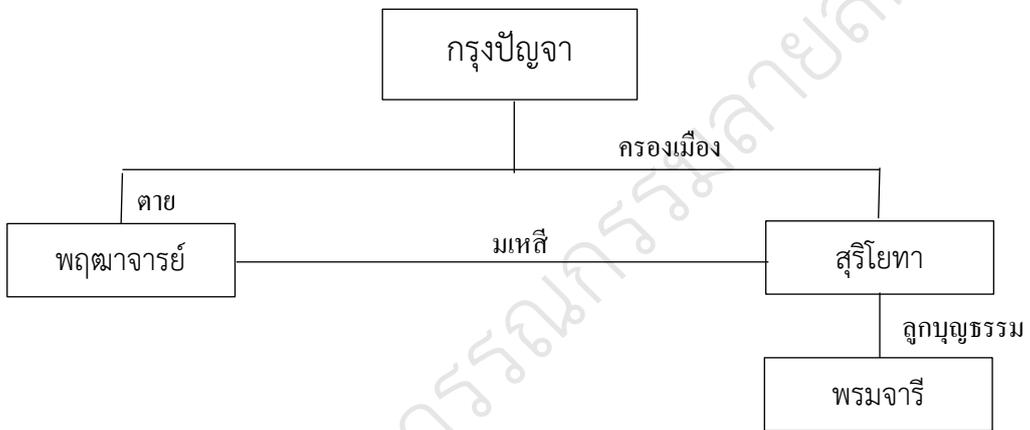 กรุงปัญจา
ครองเมือง
ตาย
พฤฒาจารย์
มเหสี
สุริโยทา
ลูกบุญธรรม
พรมจารี